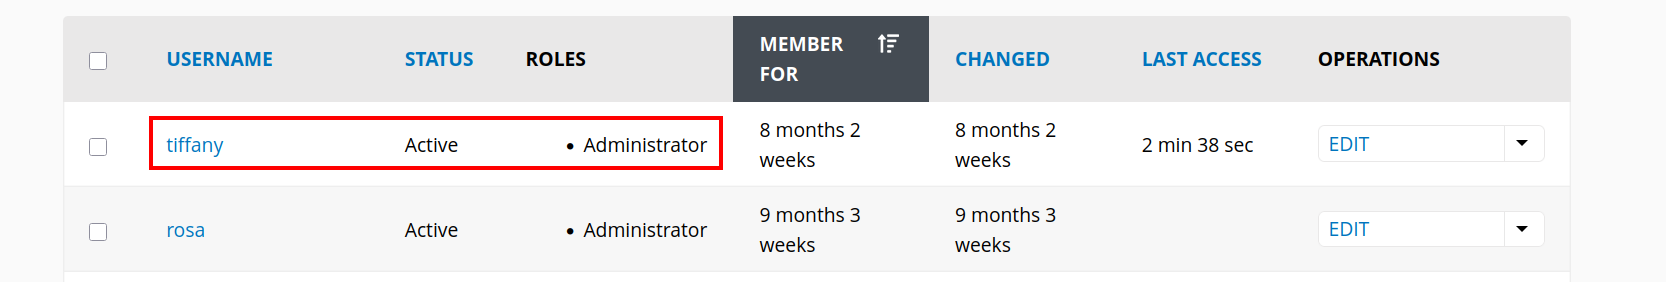 USERNAME STATUS ROLES MEMBER FOR CHANGED LAST ACCESS OPERATIONS
tiffany Active • Administrator 8 months 2 weeks 8 months 2 weeks 2 min 38 sec EDIT
rosa Active • Administrator 9 months 3 weeks 9 months 3 weeks EDIT